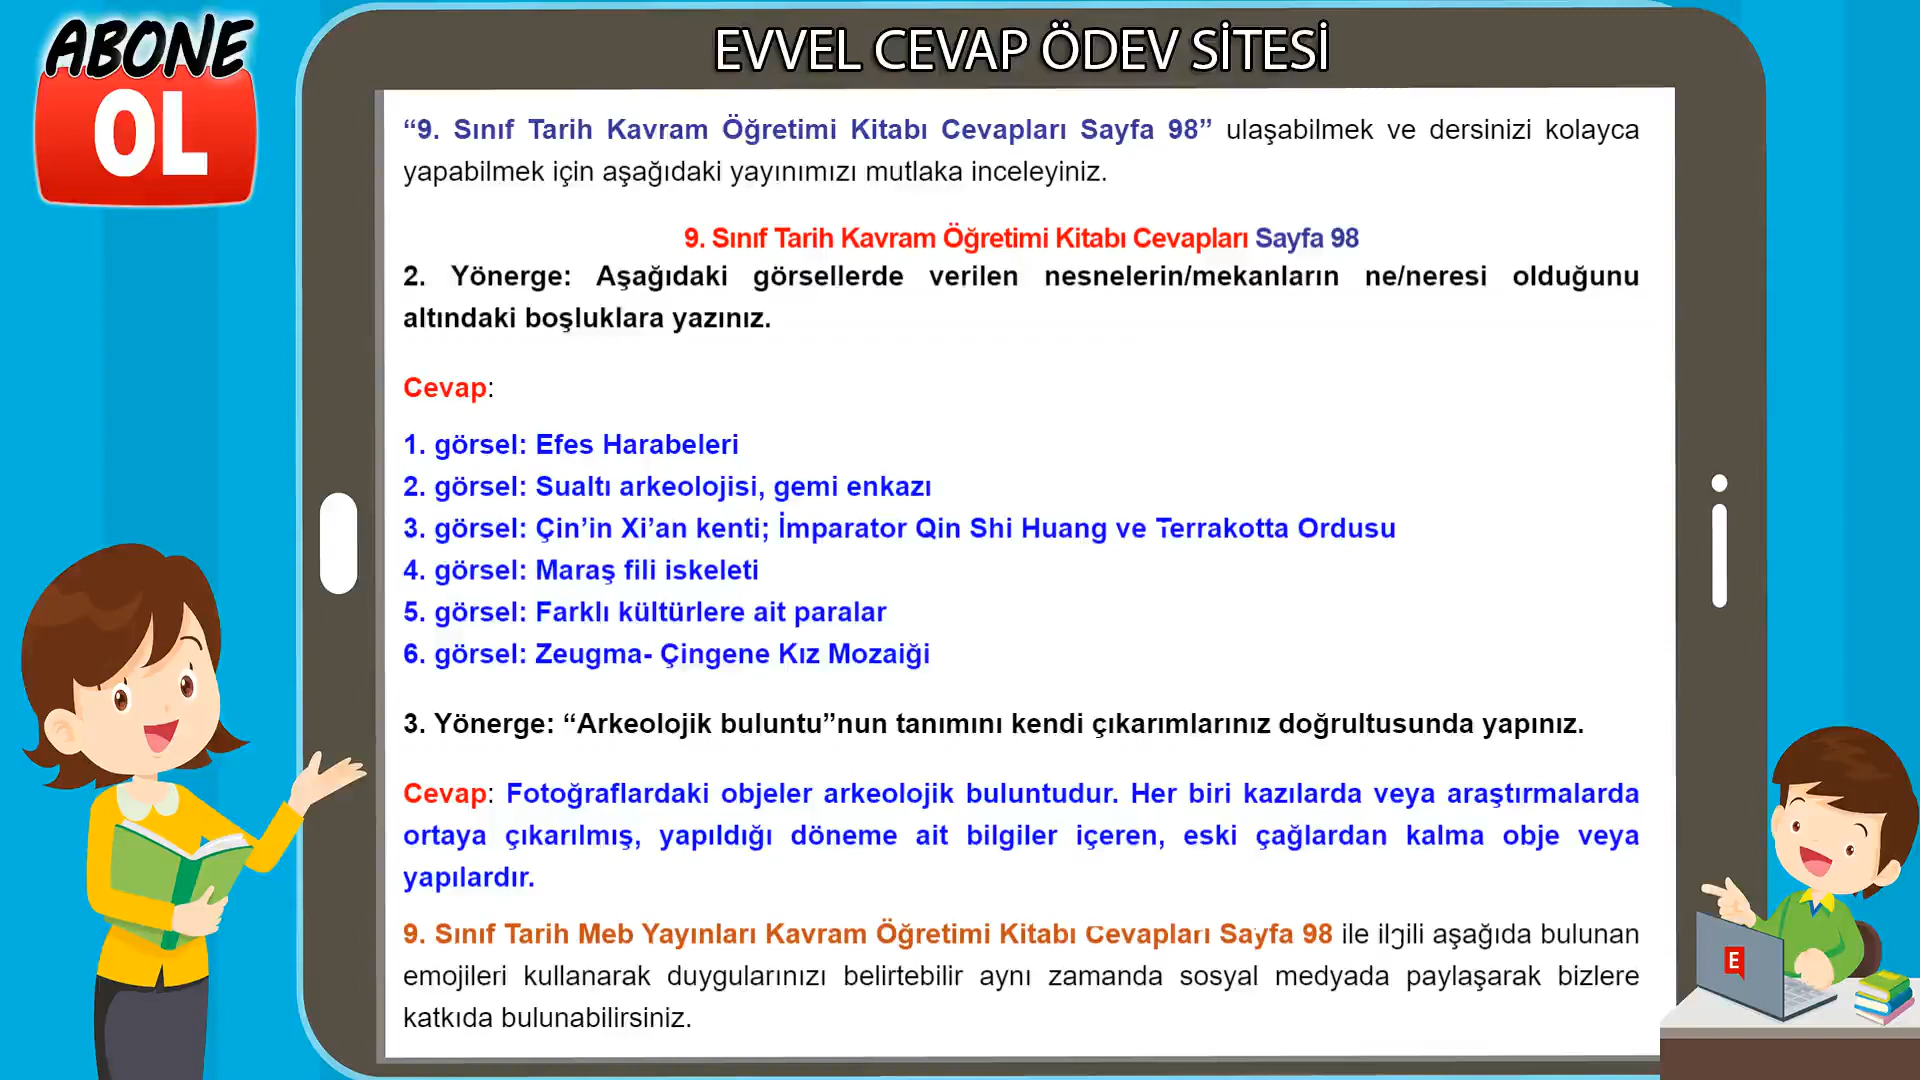 ABONE
OL
EVVEL CEVAP ÖDEV SİTESİ
“9. Sınıf Tarih Kavram Öğretimi Kitabı Cevapları Sayfa 98” ulaşabilmek ve dersinizi kolayca
yapabilmek için aşağıdaki yayınımızı mutlaka inceleyiniz.
9. Sınıf Tarih Kavram Öğretimi Kitabı Cevapları Sayfa 98
2. Yönerge: Aşağıdaki görsellerde verilen nesnelerin/mekanların ne/neresi olduğunu
altındaki boşluklara yazınız.
Cevap:
1. görsel: Efes Harabeleri
2. görsel: Sualtı arkeolojisi, gemi enkazı
3. görsel: Çin’in Xi’an kenti; İmparator Qin Shi Huang ve Terrakotta Ordusu
4. görsel: Maraş fili iskeleti
5. görsel: Farklı kültürlere ait paralar
6. görsel: Zeugma- Çingene Kız Mozaiği
3. Yönerge: “Arkeolojik buluntu”nun tanımını kendi çıkarımlarınız doğrultusunda yapınız.
Cevap: Fotoğraflardaki objeler arkeolojik buluntudur. Her biri kazılarda veya araştırmalarda
ortaya çıkarılmış, yapıldığı döneme ait bilgiler içeren, eski çağlardan kalma obje veya
yapılardır.
9. Sınıf Tarih Meb Yayınları Kavram Öğretimi Kitabı Cevapları Sayfa 98 ile ilgili aşağıda bulunan
emojileri kullanarak duygularınızı belirtebilir aynı zamanda sosyal medyada paylaşarak bizlere
katkıda bulunabilirsiniz.
E